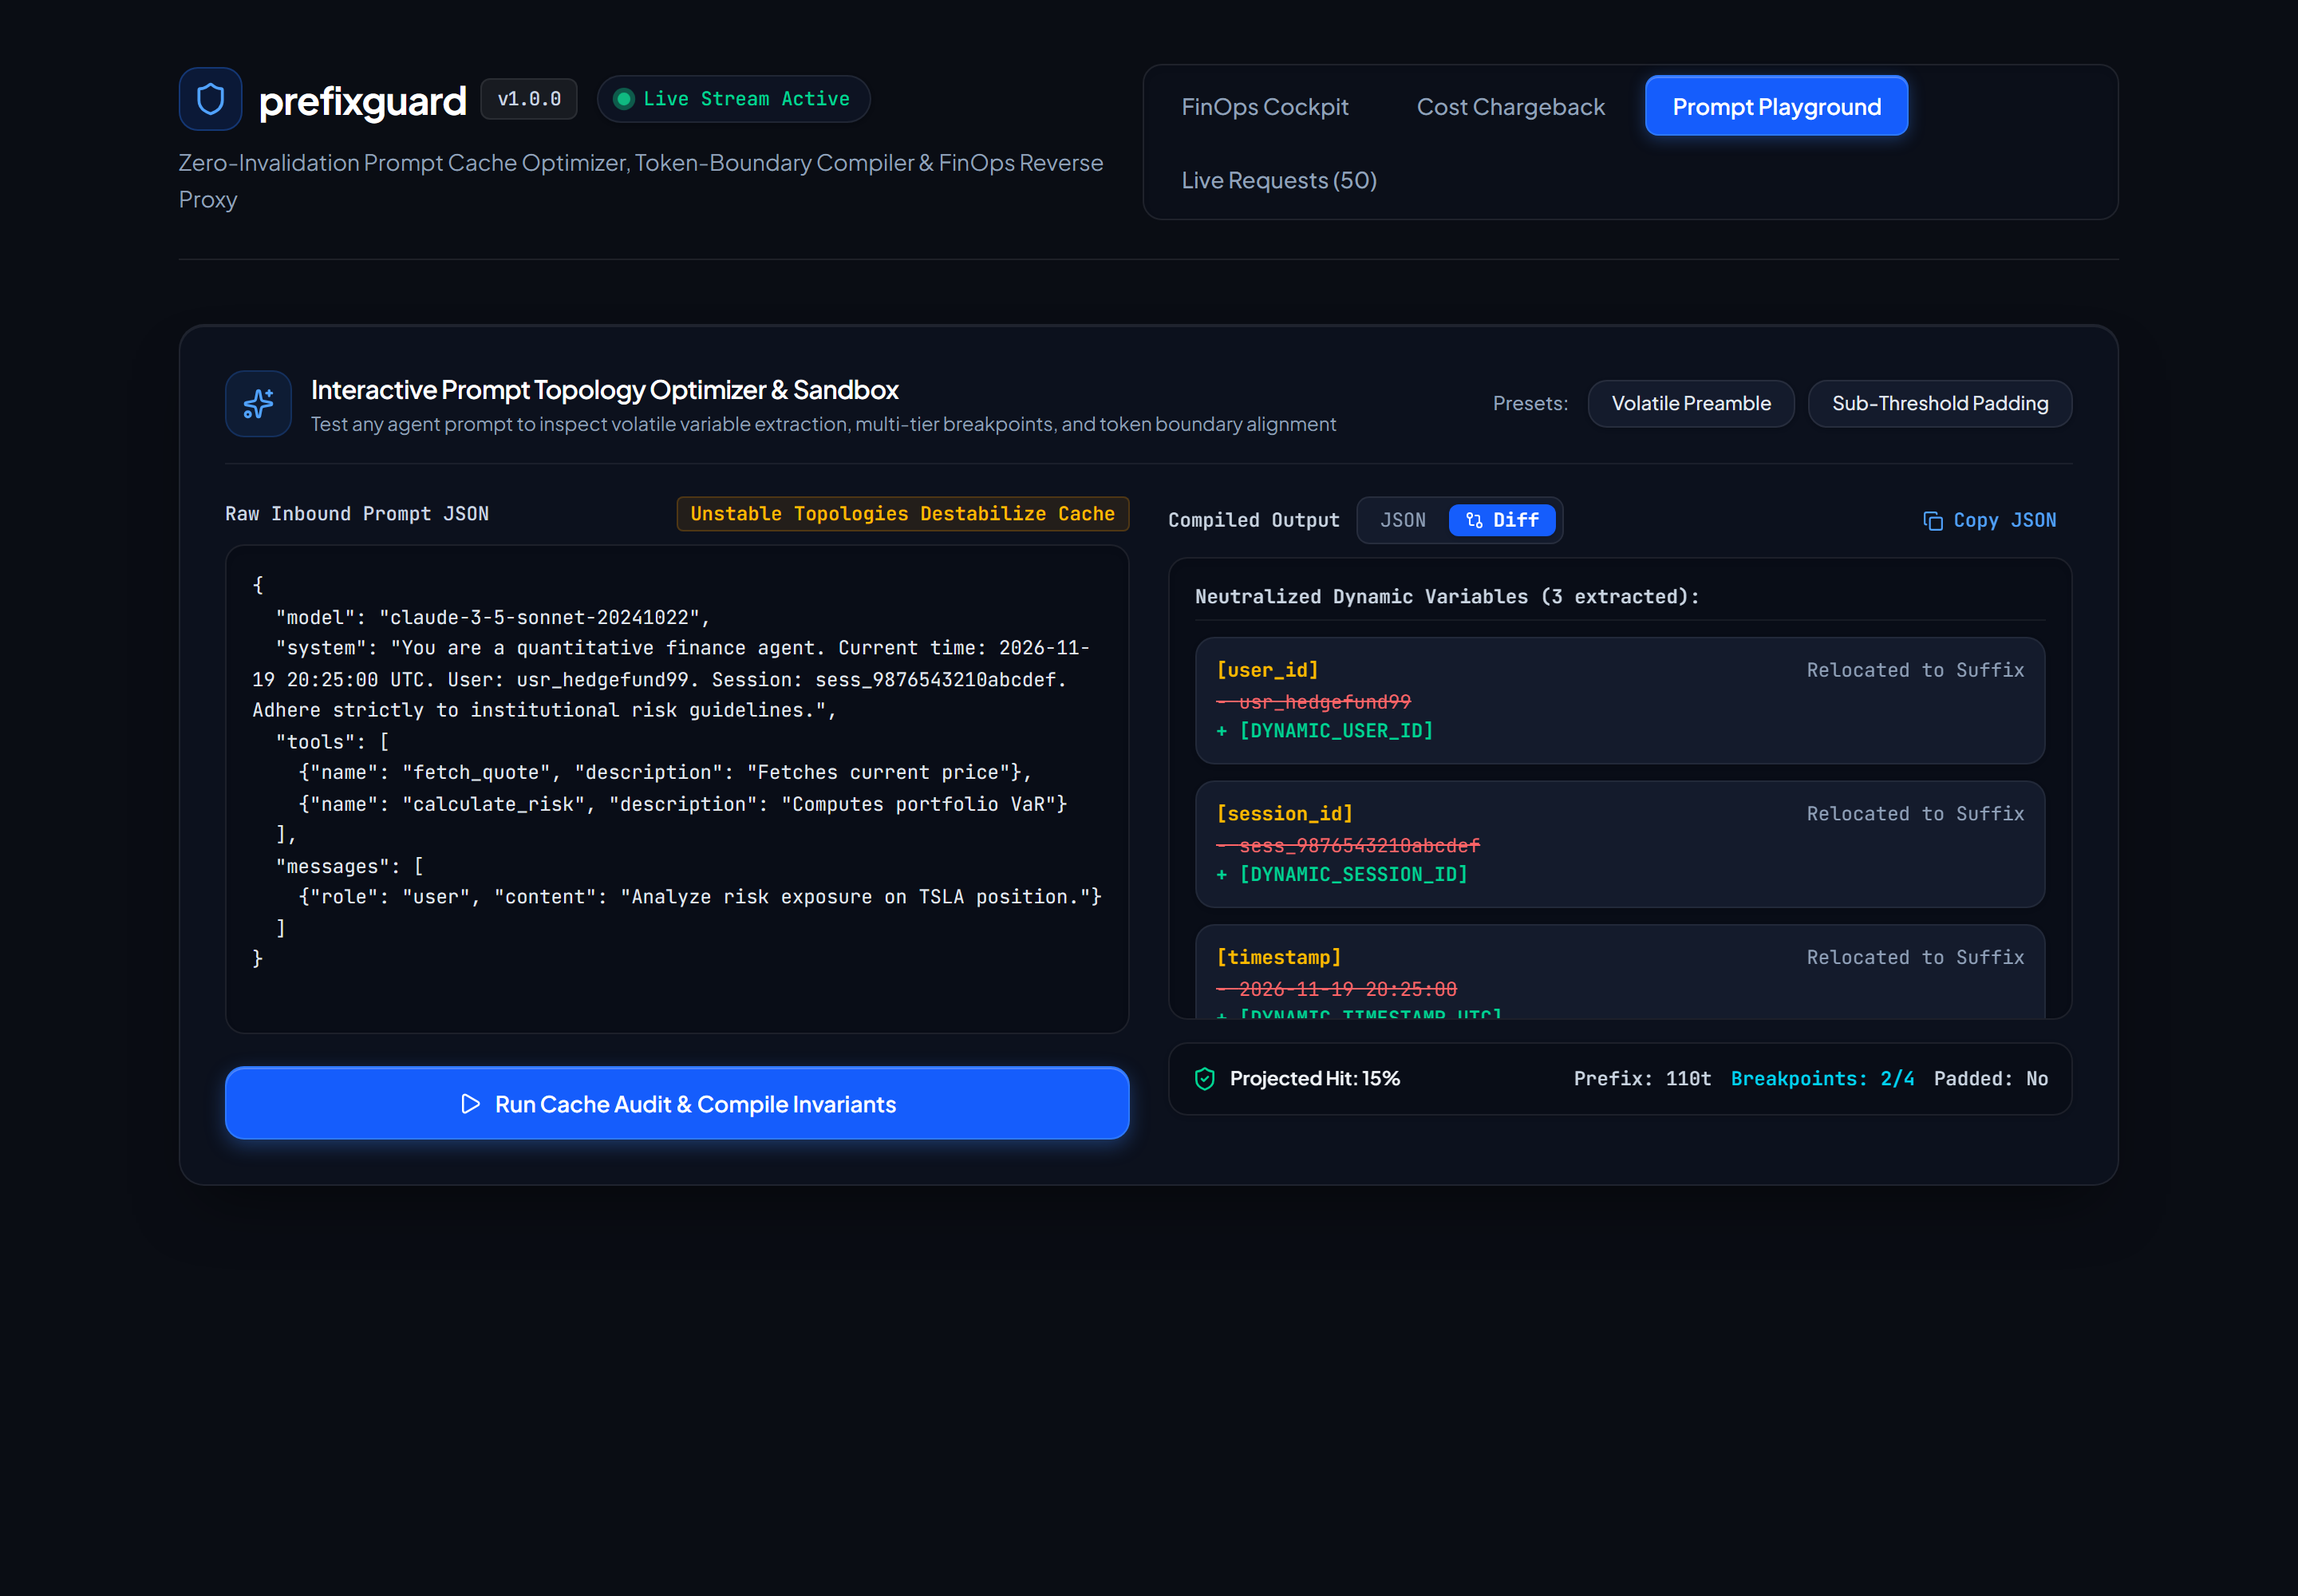 prefixguard
v1.0.0
Live Stream Active
Zero-Invalidation Prompt Cache Optimizer, Token-Boundary Compiler & FinOps Reverse
Proxy
FinOps Cockpit
Cost Chargeback
Prompt Playground
Live Requests (50)
Interactive Prompt Topology Optimizer & Sandbox
Test any agent prompt to inspect volatile variable extraction, multi-tier breakpoints, and token boundary alignment
Presets:
Volatile Preamble
Sub-Threshold Padding
Raw Inbound Prompt JSON
Unstable Topologies Destabilize Cache
{
  "model": "claude-3-5-sonnet-20241022",
  "system": "You are a quantitative finance agent. Current time: 2026-11-
19 20:25:00 UTC. User: usr_hedgefund99. Session: sess_9876543210abcdef.
Adhere strictly to institutional risk guidelines.",
  "tools": [
    {"name": "fetch_quote", "description": "Fetches current price"},
    {"name": "calculate_risk", "description": "Computes portfolio VaR"}
  ],
  "messages": [
    {"role": "user", "content": "Analyze risk exposure on TSLA position."}
  ]
}
Run Cache Audit & Compile Invariants
Compiled Output
JSON
Diff
Copy JSON
Neutralized Dynamic Variables (3 extracted):
[user_id]
Relocated to Suffix
- usr_hedgefund99
+ [DYNAMIC_USER_ID]
[session_id]
Relocated to Suffix
- sess_9876543210abcdef
+ [DYNAMIC_SESSION_ID]
[timestamp]
Relocated to Suffix
- 2026-11-19 20:25:00
+ [DYNAMIC_TIMESTAMP_UTC]
Projected Hit: 15%
Prefix: 110t
Breakpoints: 2/4
Padded: No